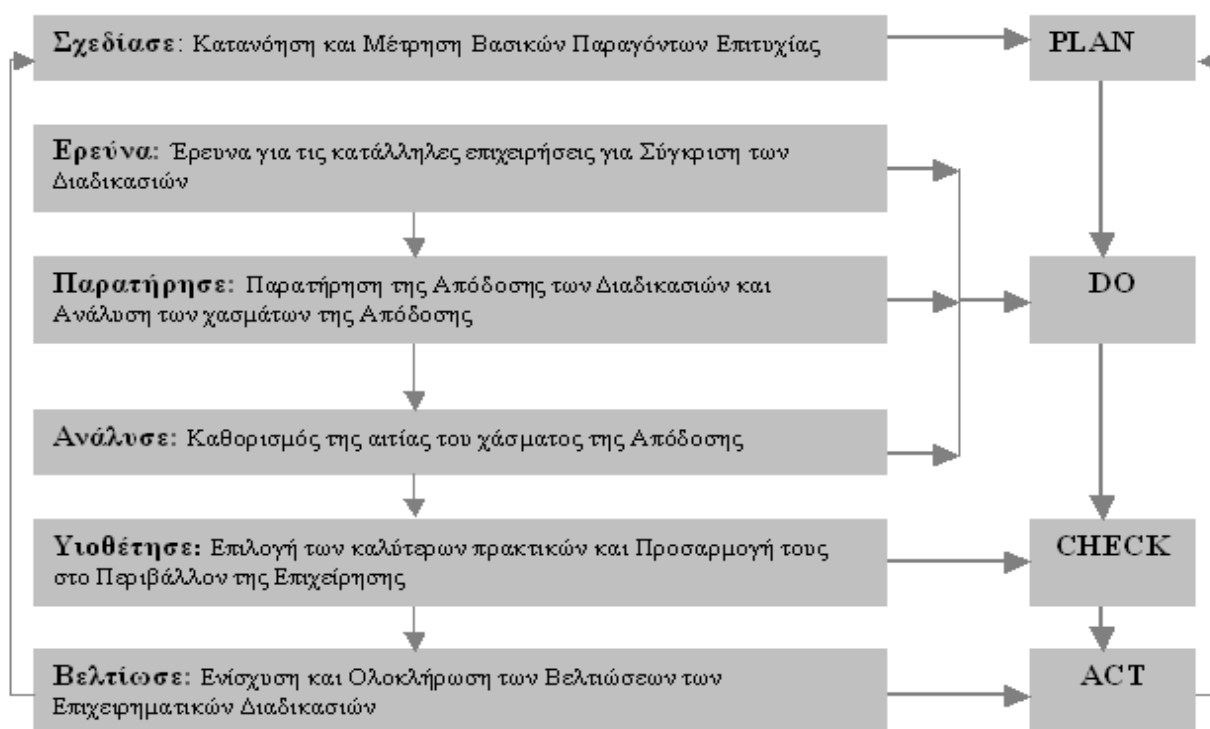 Σχεδίασε: Κατανόηση και Μέτρηση Βασικών Παραγόντων Επιτυχίας
PLAN
Ερεύνα: Έρευνα για τις κατάλληλες επιχειρήσεις για Σύγκριση των
Διαδικασιών
Παρατήρησε: Παρατήρηση της Απόδοσης των Διαδικασιών και
Ανάλυση των χασμάτων της Απόδοσης
DO
Ανάλυσε: Καθορισμός της αιτίας του χάσματος της Απόδοσης
Υιοθέτησε: Επιλογή των καλύτερων πρακτικών και Προσαρμογή τους
στο Περιβάλλον της Επιχείρησης
CHECK
Βελτίωσε: Ενίσχυση και Ολοκλήρωση των Βελτιώσεων των
Επιχειρηματικών Διαδικασιών
ACT